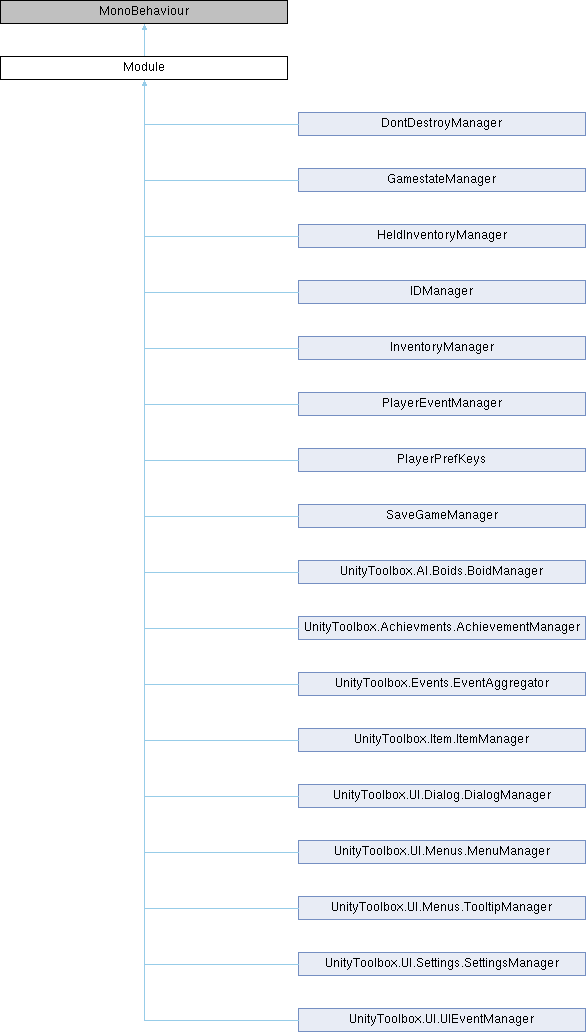 MonoBehaviour
Module
DontDestroyManager
GamestateManager
HeldInventoryManager
IDManager
InventoryManager
PlayerEventManager
PlayerPrefKeys
SaveGameManager
UnityToolbox.AI.Boids.BoidManager
UnityToolbox.Achievments.AchievementManager
UnityToolbox.Events.EventAggregator
UnityToolbox.Item.ItemManager
UnityToolbox.UI.Dialog.DialogManager
UnityToolbox.UI.Menus.MenuManager
UnityToolbox.UI.Menus.TooltipManager
UnityToolbox.UI.Settings.SettingsManager
UnityToolbox.UI.UIEventManager